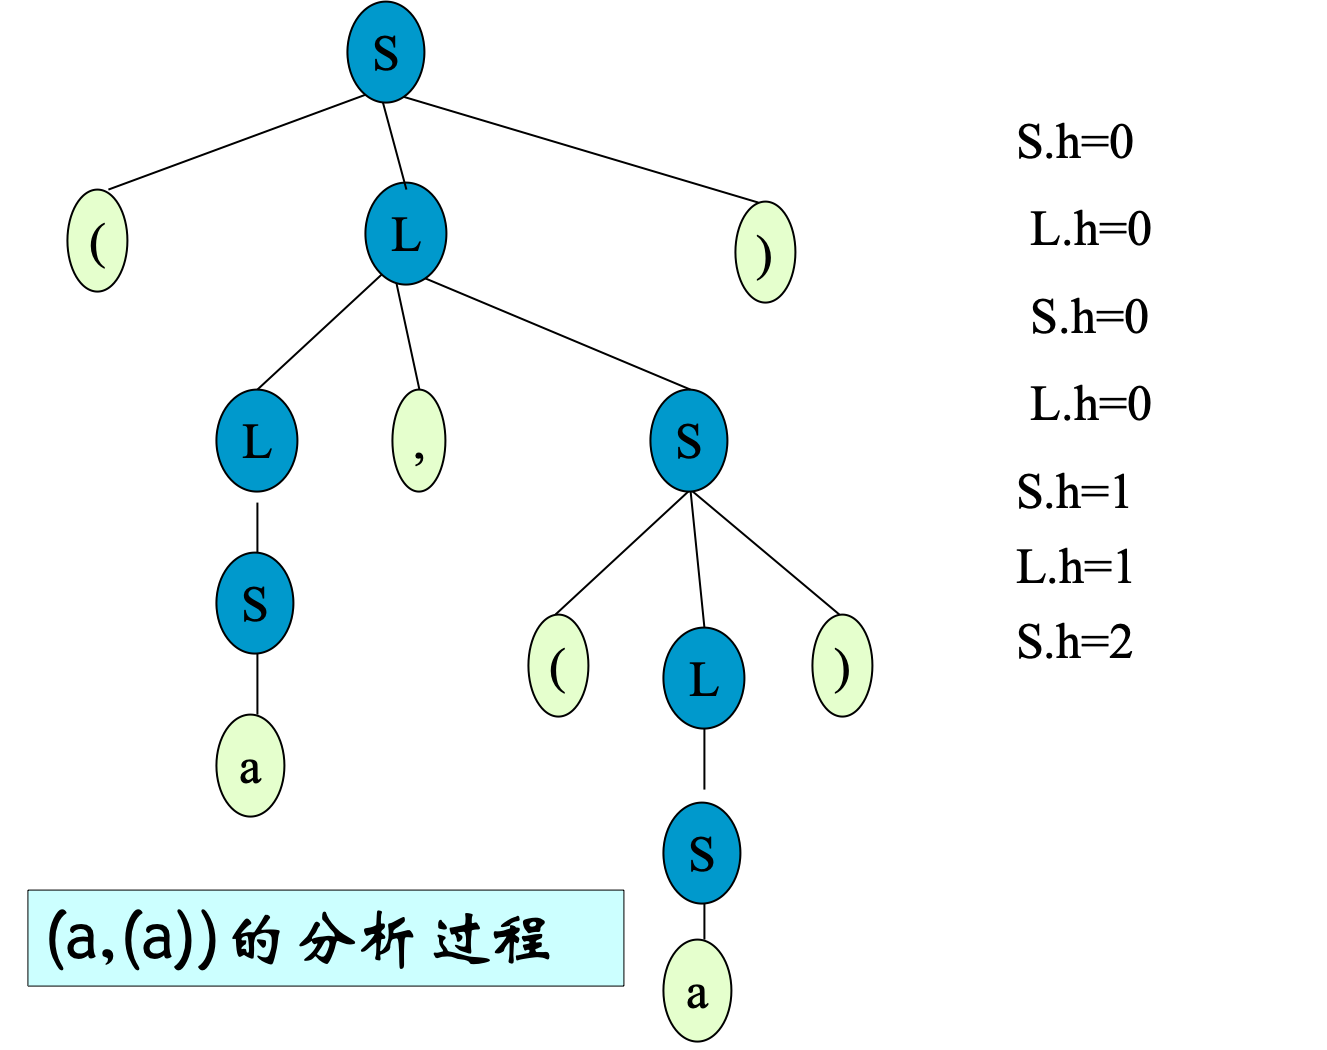 S
S.h=0
( L )
L.h=0
S.h=0
L.h=0
L , S
S.h=1
L.h=1
S
S.h=2
( L )
a
S
(a,(a))的分析过程
a